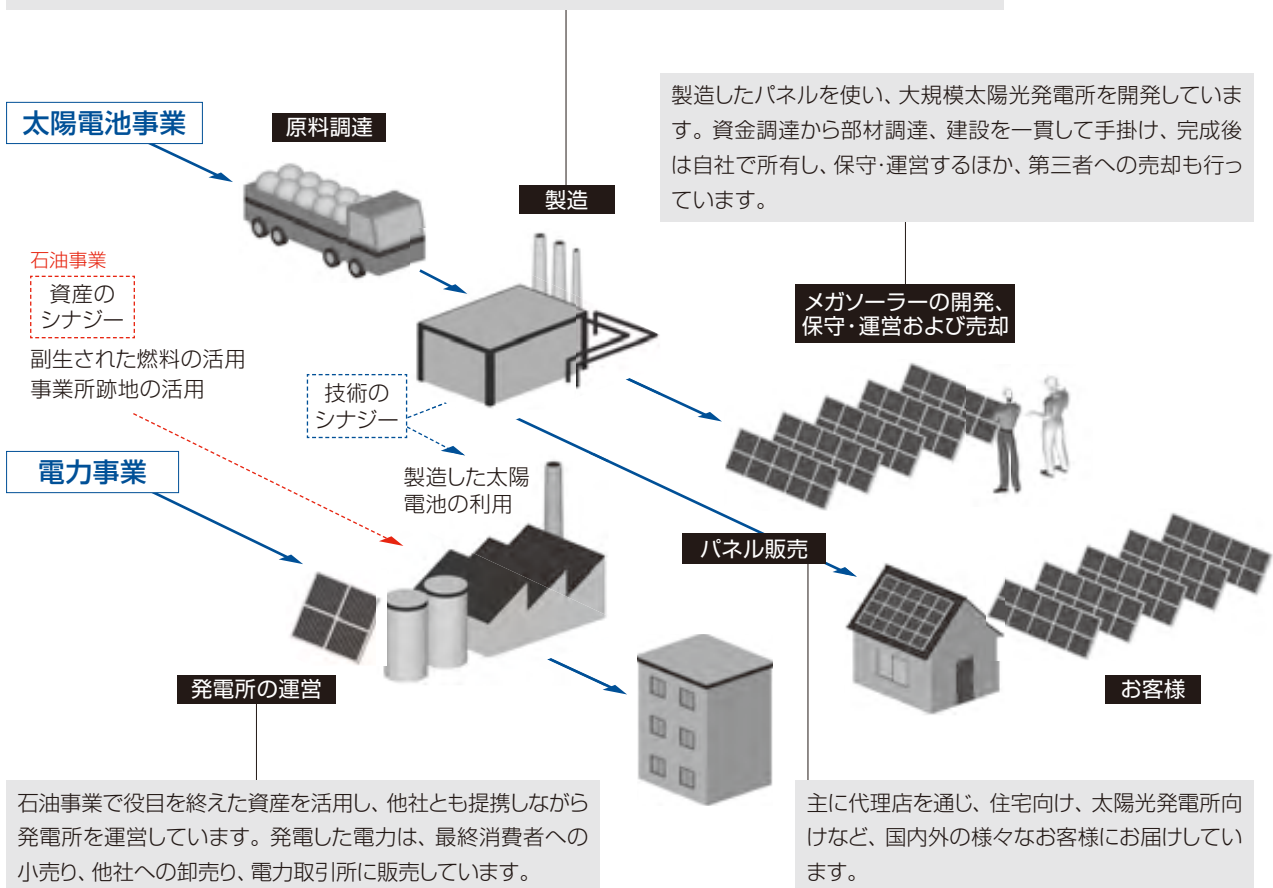 太陽電池事業
原料調達
製造
製造したパネルを使い、大規模太陽光発電所を開発していま
す。資金調達から部材調達、建設を一貫して手掛け、完成後
は自社で所有し、保守・運営するほか、第三者への売却も行っ
ています。
メガソーラーの開発、
保守・運営および売却
石油事業
資産の
シナジー
副生された燃料の活用
事業所跡地の活用
技術の
シナジー
製造した太陽
電池の利用
電力事業
パネル販売
発電所の運営
お客様
石油事業で役目を終えた資産を活用し、他社とも提携しながら
発電所を運営しています。発電した電力は、最終消費者への
小売り、他社への卸売り、電力取引所に販売しています。
主に代理店を通じ、住宅向け、太陽光発電所向
けなど、国内外の様々なお客様にお届けしてい
ます。